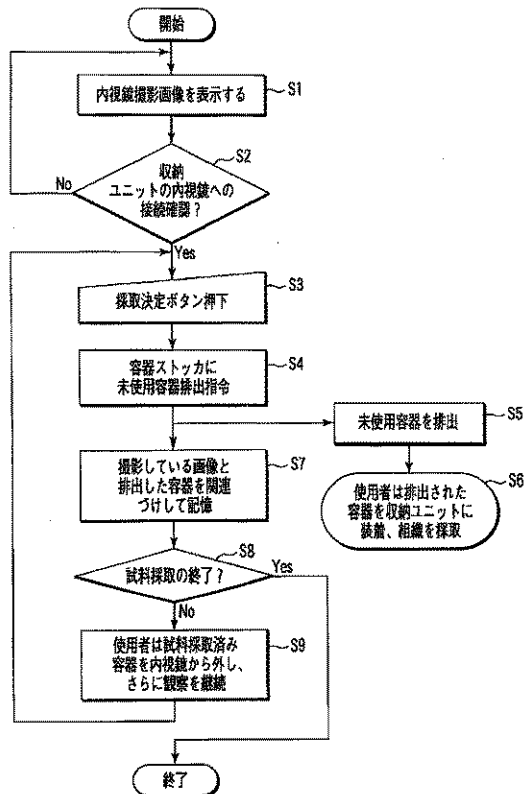 開始
内視鏡撮影画像を表示する
S1
S2
収納
ユニットの内視鏡への
接続確認?
No
Yes
採取決定ボタン押下
S3
容器ストッカに
未使用容器排出指令
S4
未使用容器を排出
S5
撮影している画像と
排出した容器を関連
づけして記憶
S7
使用者は排出された
容器を収納ユニットに
装着、組織を採取
S6
S8
試料採取の終了?
Yes
No
使用者は試料採取済み
容器を内視鏡から外し、
さらに観察を継続
S9
終了